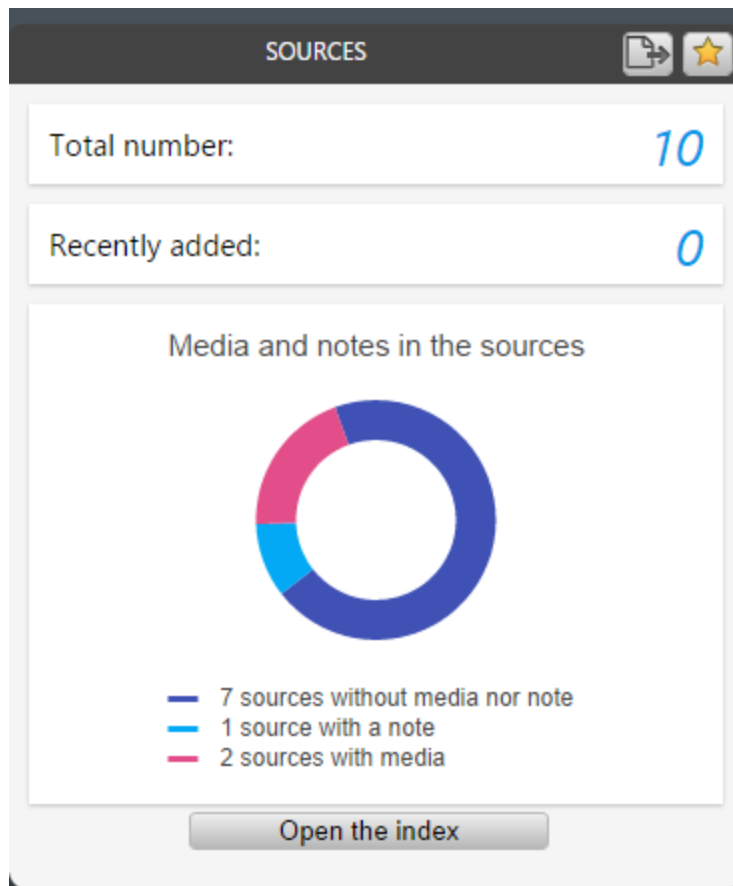 SOURCES
Total number: 10
Recently added: 0
Media and notes in the sources
7 sources without media nor note
1 source with a note
2 sources with media
Open the index